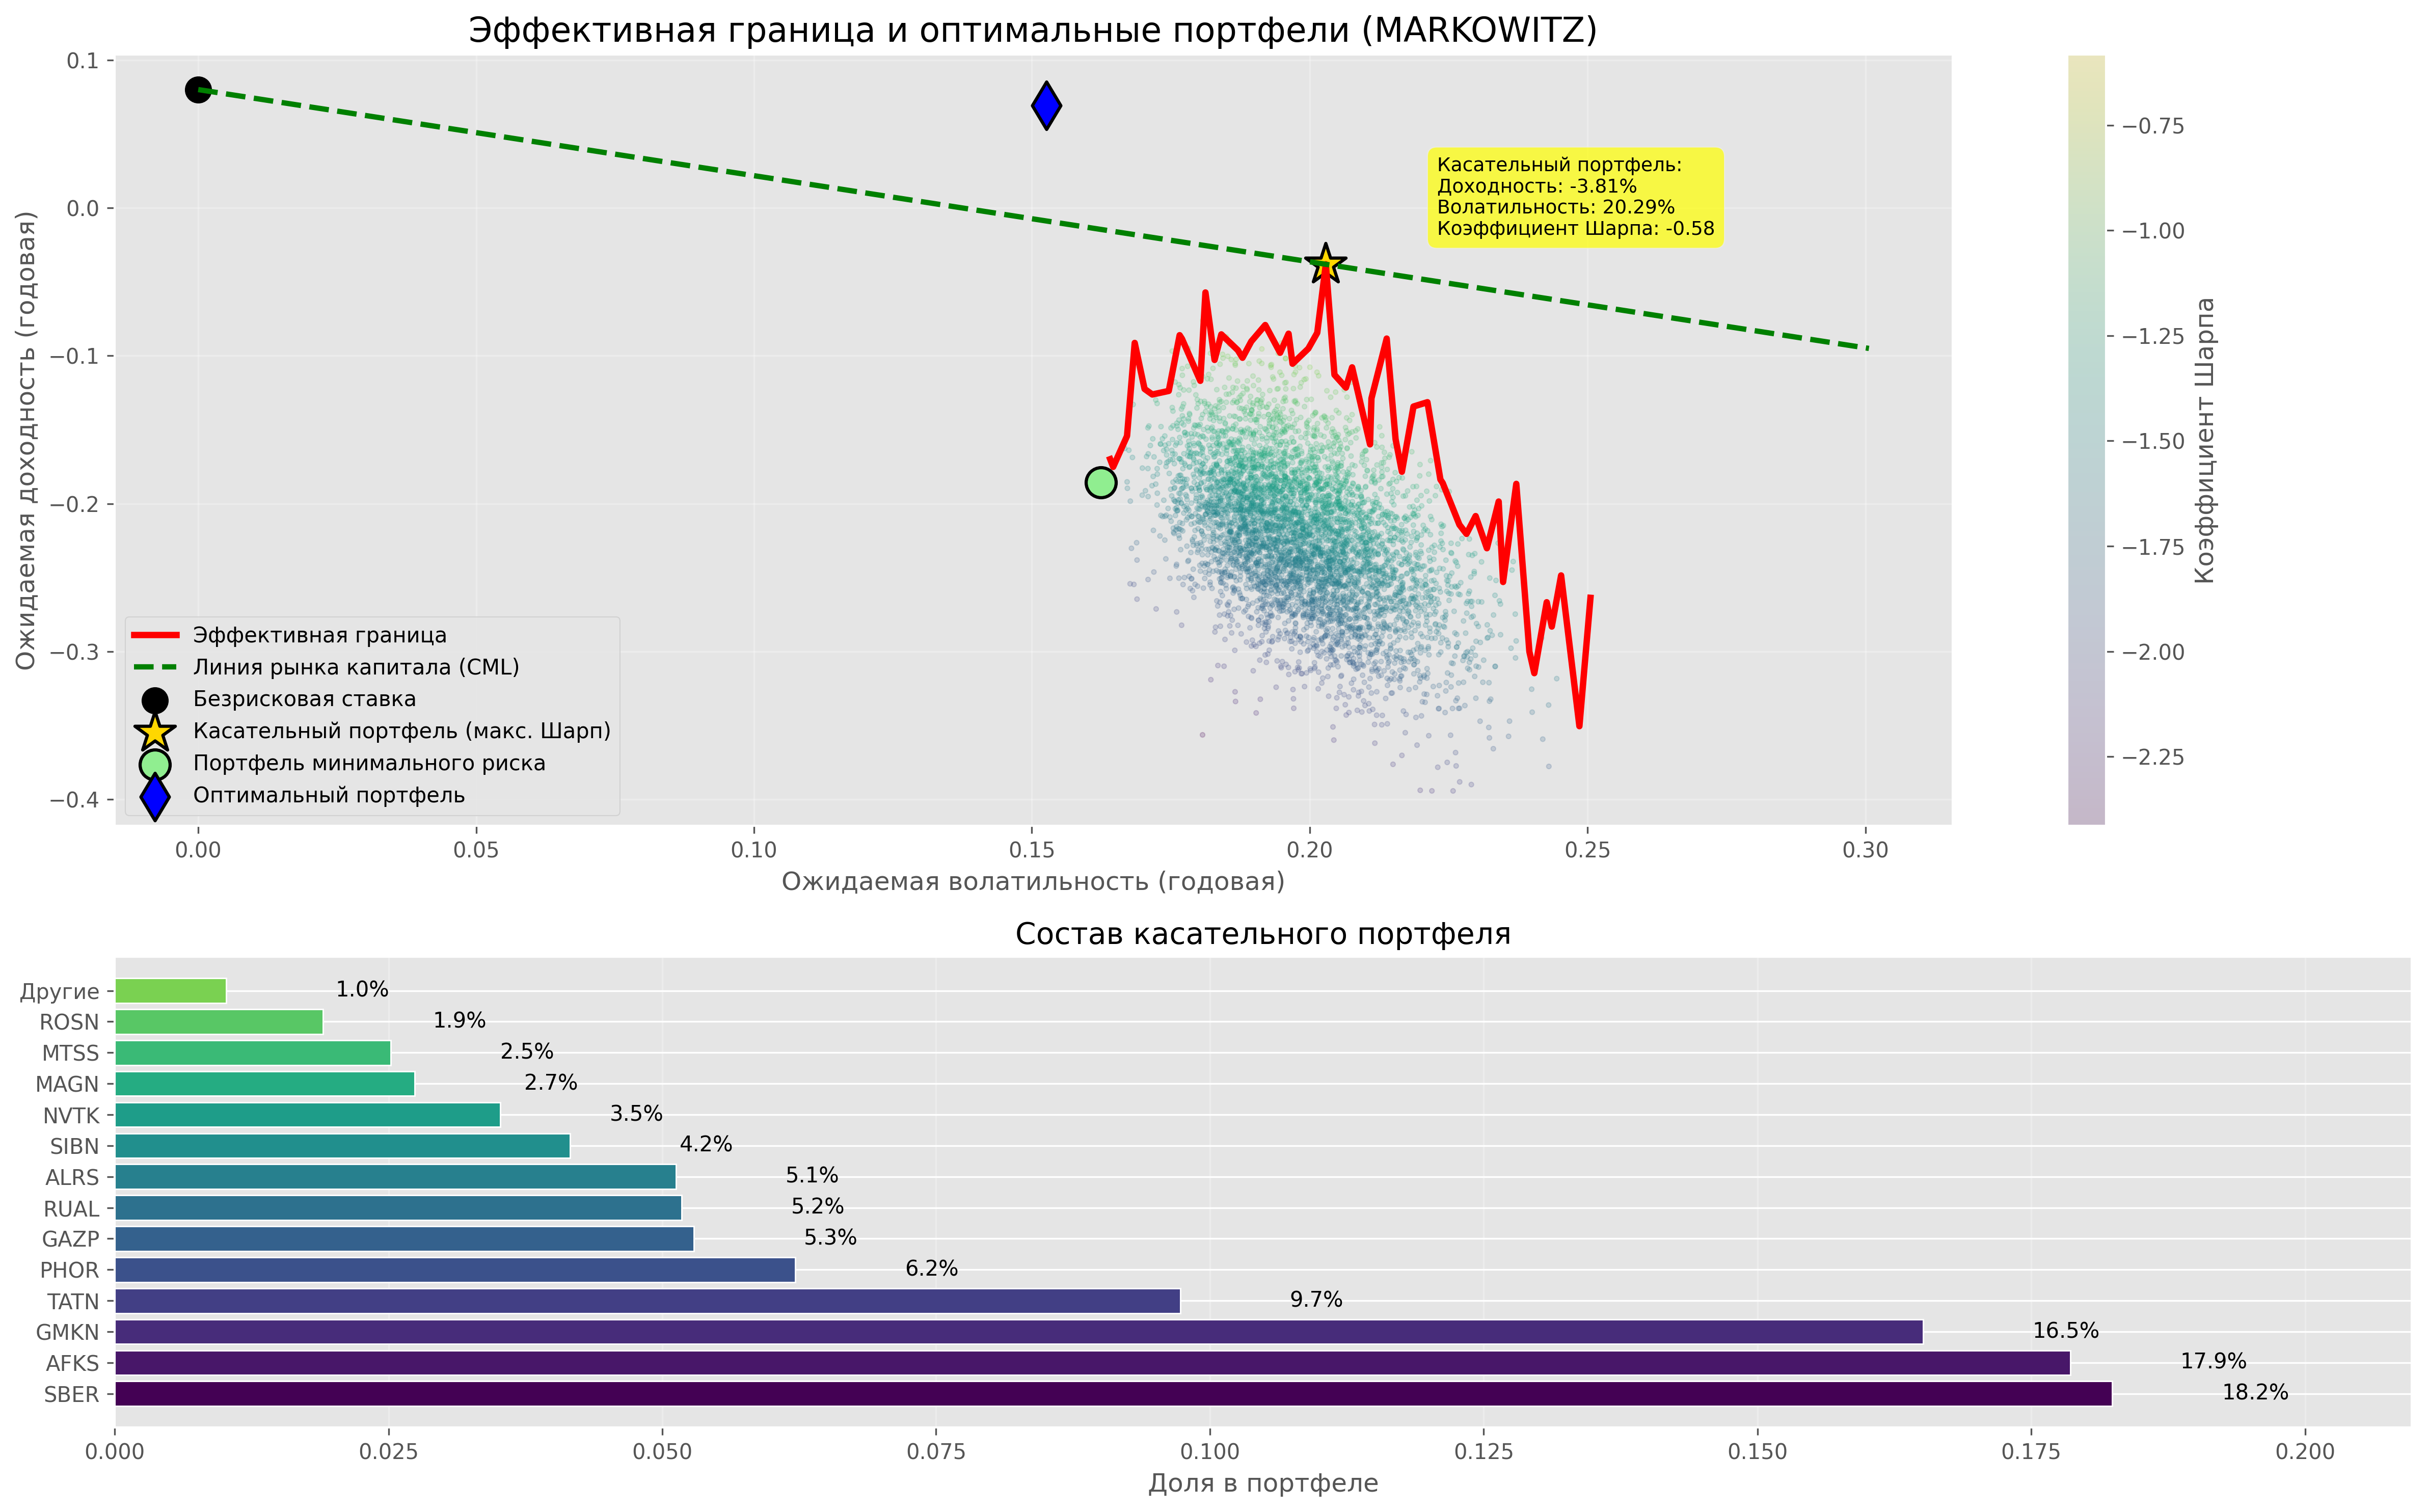 Эффективная граница и оптимальные портфели (MARKOWITZ)
Ожидаемая доходность (годовая)
0.1
0.0
−0.1
−0.2
−0.3
−0.4
Касательный портфель:
Доходность: -3.81%
Волатильность: 20.29%
Коэффициент Шарпа: -0.58
Эффективная граница
Линия рынка капитала (CML)
Безрисковая ставка
Касательный портфель (макс. Шарп)
Портфель минимального риска
Оптимальный портфель
0.00 0.05 0.10 0.15 0.20 0.25 0.30
Ожидаемая волатильность (годовая)
−0.75
−1.00
−1.25
−1.50
−1.75
−2.00
−2.25
Коэффициент Шарпа
Состав касательного портфеля
Другие 1.0%
ROSN 1.9%
MTSS 2.5%
MAGN 2.7%
NVTK 3.5%
SIBN 4.2%
ALRS 5.1%
RUAL 5.2%
GAZP 5.3%
PHOR 6.2%
TATN 9.7%
GMKN 16.5%
AFKS 17.9%
SBER 18.2%
0.000 0.025 0.050 0.075 0.100 0.125 0.150 0.175 0.200
Доля в портфеле